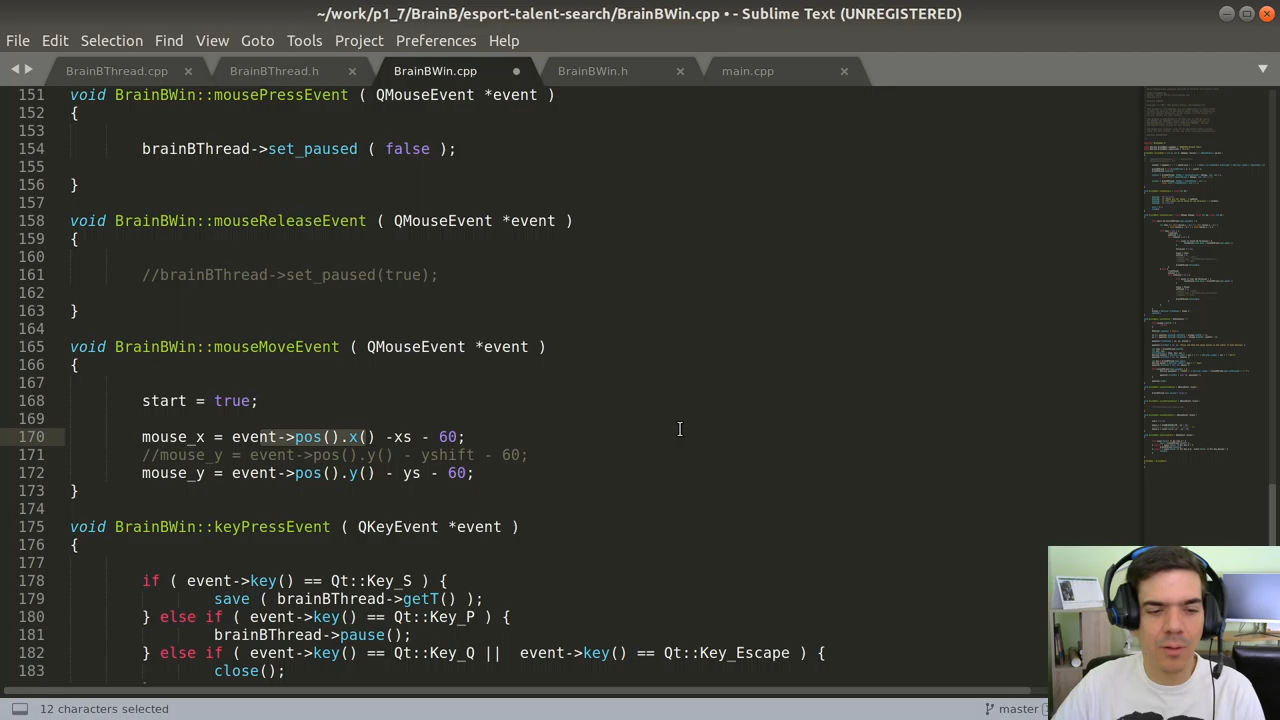 ~/work/p1_7/BrainB/esport-talent-search/BrainBWin.cpp • - Sublime Text (UNREGISTERED)
File Edit Selection Find View Goto Tools Project Preferences Help
BrainBThread.cpp BrainBThread.h BrainBWin.cpp BrainBWin.h main.cpp
151 void BrainBWin::mousePressEvent ( QMouseEvent *event )
152 {
153
154 brainBThread->set_paused ( false );
155
156 }
157
158 void BrainBWin::mouseReleaseEvent ( QMouseEvent *event )
159 {
160
161 //brainBThread->set_paused(true);
162
163 }
164
165 void BrainBWin::mouseMoveEvent ( QMouseEvent *event )
166 {
167
168 start = true;
169
170 mouse_x = event->pos().x() -xs - 60;
171 //mouse_y = event->pos().y() - yshift - 60;
172 mouse_y = event->pos().y() - ys - 60;
173 }
174
175 void BrainBWin::keyPressEvent ( QKeyEvent *event )
176 {
177
178 if ( event->key() == Qt::Key_S ) {
179 save ( brainBThread->getT() );
180 } else if ( event->key() == Qt::Key_P ) {
181 brainBThread->pause();
182 } else if ( event->key() == Qt::Key_Q || event->key() == Qt::Key_Escape ) {
183 close();
12 characters selected
master